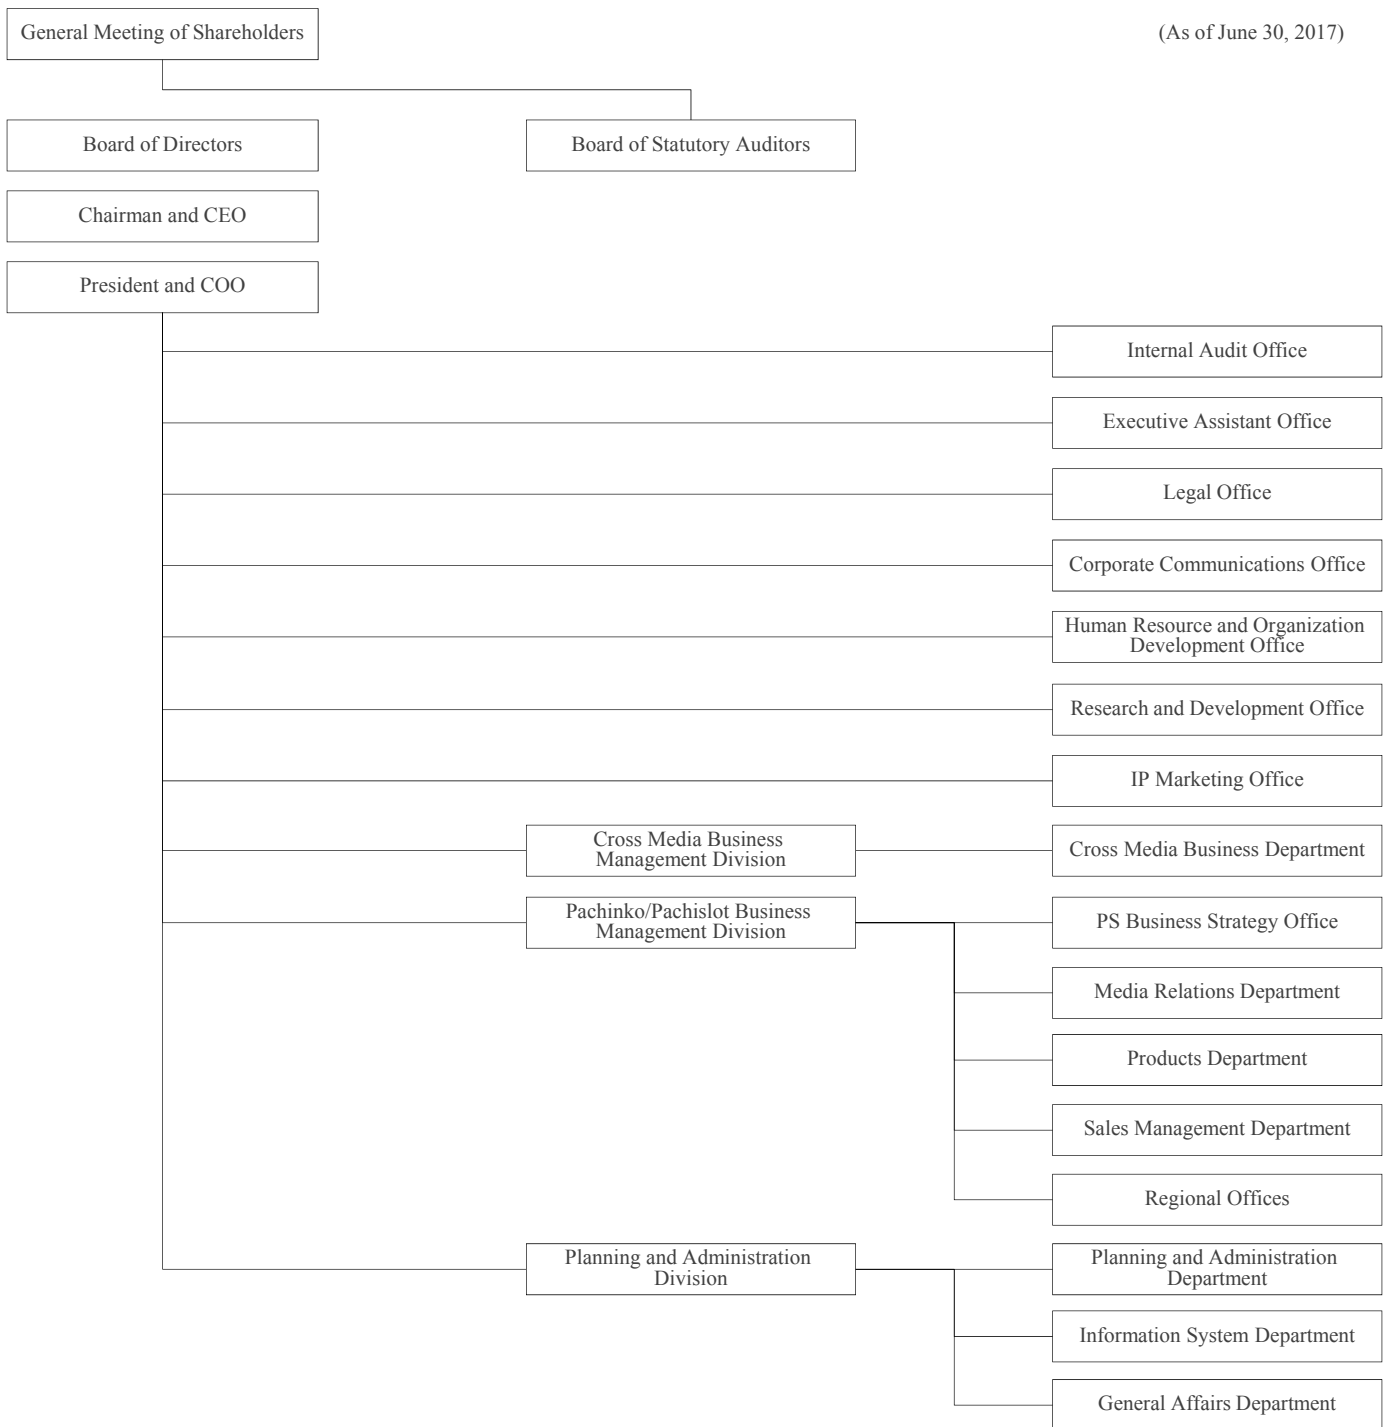 General Meeting of Shareholders
(As of June 30, 2017)
Board of Directors
Board of Statutory Auditors
Chairman and CEO
President and COO
Internal Audit Office
Executive Assistant Office
Legal Office
Corporate Communications Office
Human Resource and Organization
Development Office
Research and Development Office
IP Marketing Office
Cross Media Business
Management Division
Cross Media Business Department
Pachinko/Pachislot Business
Management Division
PS Business Strategy Office
Media Relations Department
Products Department
Sales Management Department
Regional Offices
Planning and Administration
Division
Planning and Administration
Department
Information System Department
General Affairs Department